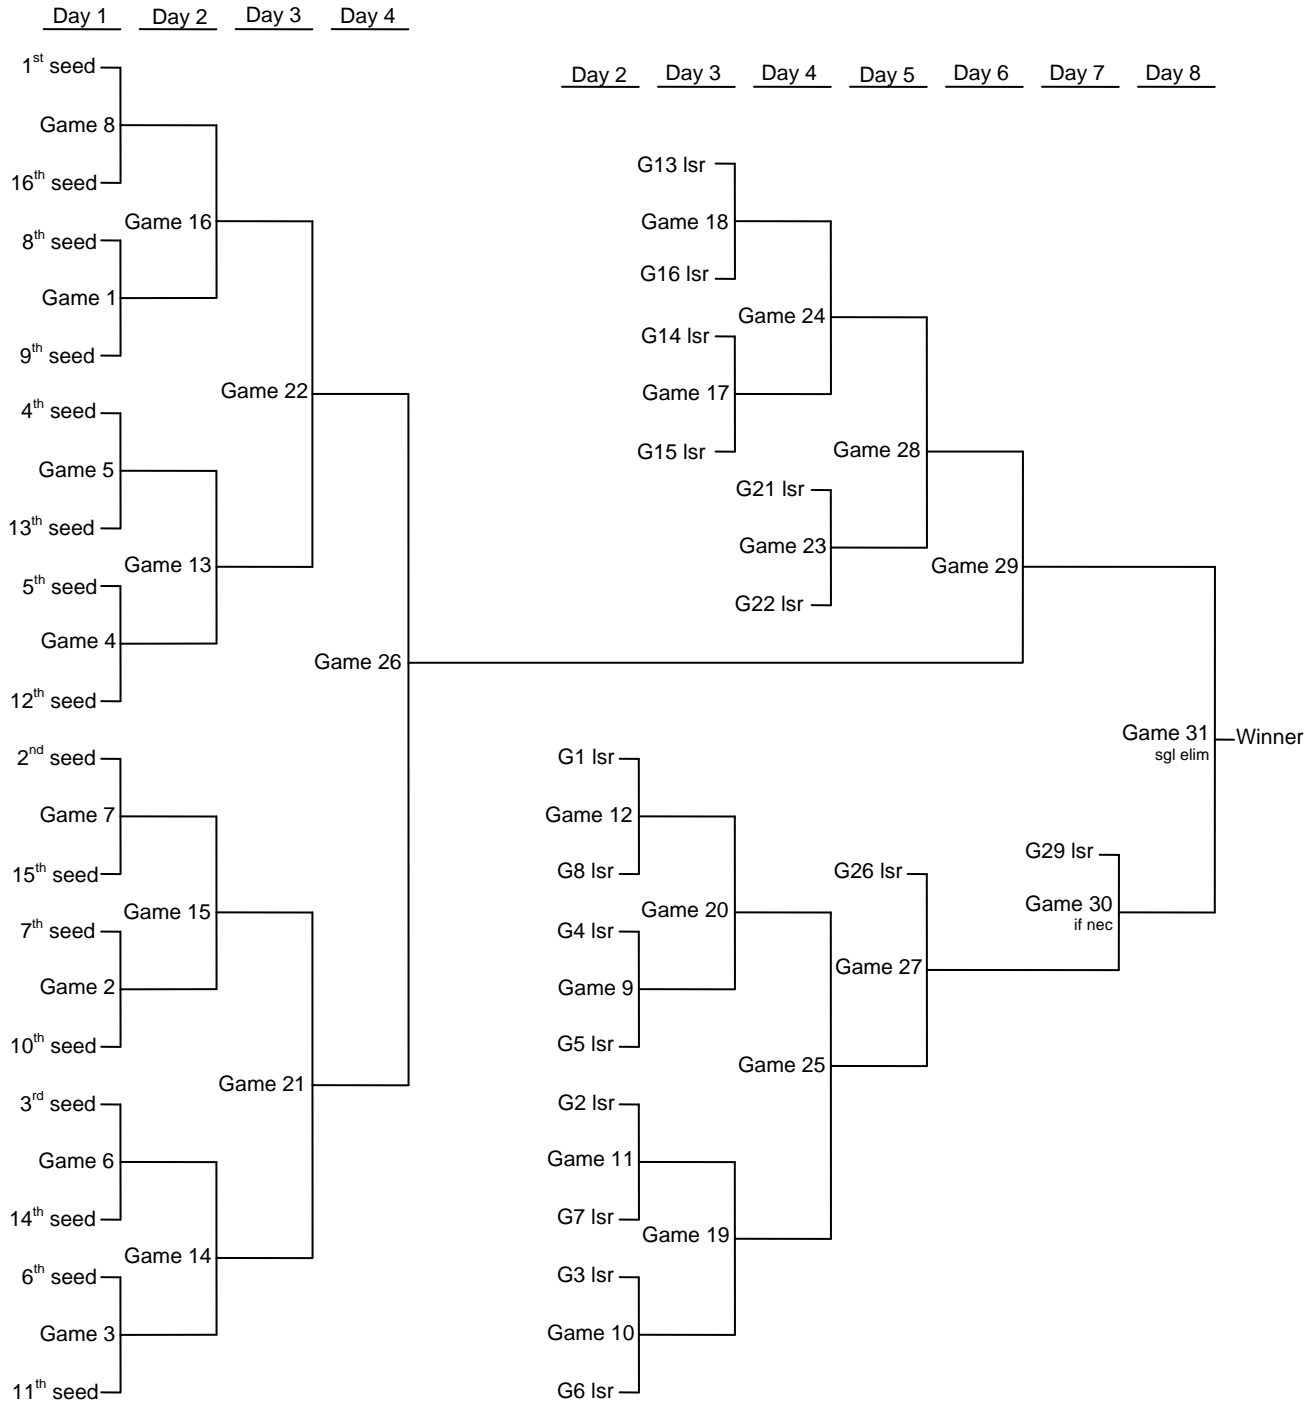 Day 1
Day 2
Day 3
Day 4
1st seed
Game 8
16th seed
Game 16
8th seed
Game 1
9th seed
Game 22
4th seed
Game 5
13th seed
Game 13
5th seed
Game 4
12th seed
Game 26
2nd seed
Game 7
15th seed
Game 15
7th seed
Game 2
10th seed
Game 21
3rd seed
Game 6
14th seed
Game 14
6th seed
Game 3
11th seed
Day 2
Day 3
Day 4
Day 5
Day 6
Day 7
Day 8
G13 lsr
Game 18
G16 lsr
Game 24
G14 lsr
Game 17
G15 lsr
Game 28
G21 lsr
Game 23
G22 lsr
Game 29
G1 lsr
Game 12
G8 lsr
Game 20
G4 lsr
Game 9
G5 lsr
Game 25
G2 lsr
Game 11
G7 lsr
Game 19
G3 lsr
Game 10
G6 lsr
G26 lsr
Game 27
G29 lsr
Game 30
if nec
Game 31
sgl elim
Winner